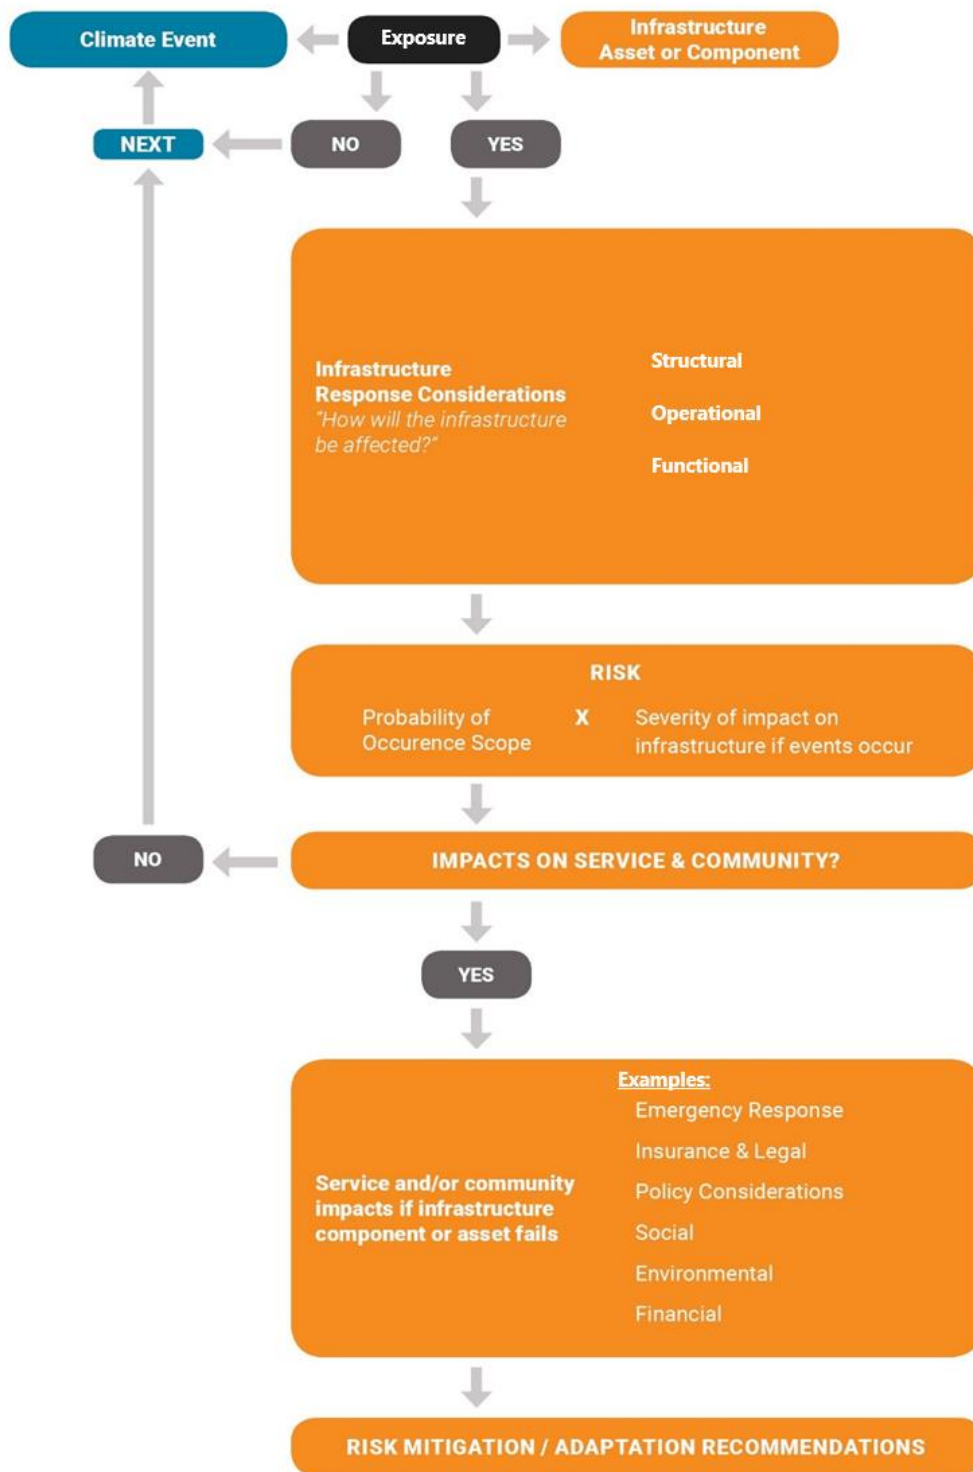 Climate Event
Exposure
Infrastructure
Asset or Component
NEXT
NO
YES
Infrastructure
Response Considerations
"How will the infrastructure
be affected?"
Structural
Operational
Functional
RISK
Probability of
Occurence Scope
X
Severity of impact on
infrastructure if events occur
NO
IMPACTS ON SERVICE & COMMUNITY?
YES
Service and/or community
impacts if infrastructure
component or asset fails
Examples:
Emergency Response
Insurance & Legal
Policy Considerations
Social
Environmental
Financial
RISK MITIGATION / ADAPTATION RECOMMENDATIONS